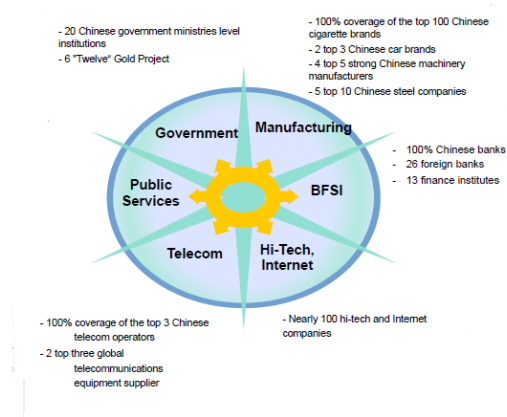 - 20 Chinese government ministries level
institutions
- 6 "Twelve" Gold Project
- 100% coverage of the top 100 Chinese
cigarette brands
- 2 top 3 Chinese car brands
- 4 top 5 strong Chinese machinery
manufacturers
- 5 top 10 Chinese steel companies
Government
Manufacturing
- 100% Chinese banks
- 26 foreign banks
- 13 finance institutes
Public
Services
BFSI
Telecom
Hi-Tech,
Internet
- 100% coverage of the top 3 Chinese
telecom operators
- 2 top three global
telecommunications
equipment supplier
- Nearly 100 hi-tech and Internet
companies